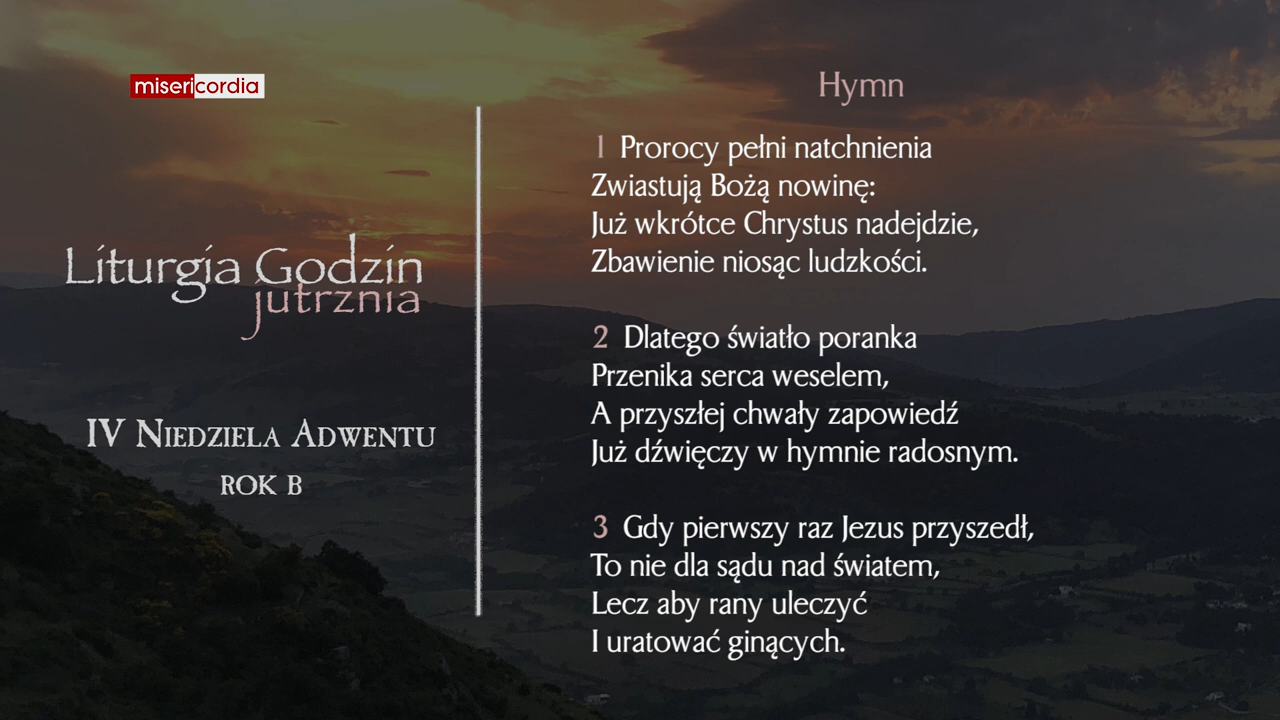 misericordia
Liturgia Godzin
jutrznia
IV Niedziela Adwentu
rok B
Hymn
1 Prorocy pełni natchnienia
Zwiastują Bożą nowinę:
Już wkrótce Chrystus nadejdzie,
Zbawienie niosąc ludzkości.
2 Dlatego światło poranka
Przenika serca weselem,
A przyszłej chwały zapowiedź
Już dźwięczy w hymnie radosnym.
3 Gdy pierwszy raz Jezus przyszedł,
To nie dla sądu nad światem,
Lecz aby rany uleczyć
I uratować ginących.